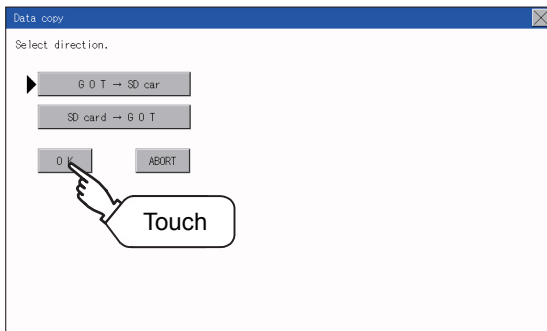 Data copy
Select direction.
G O T → SD car
SD card → G O T
O K
ABORT
Touch